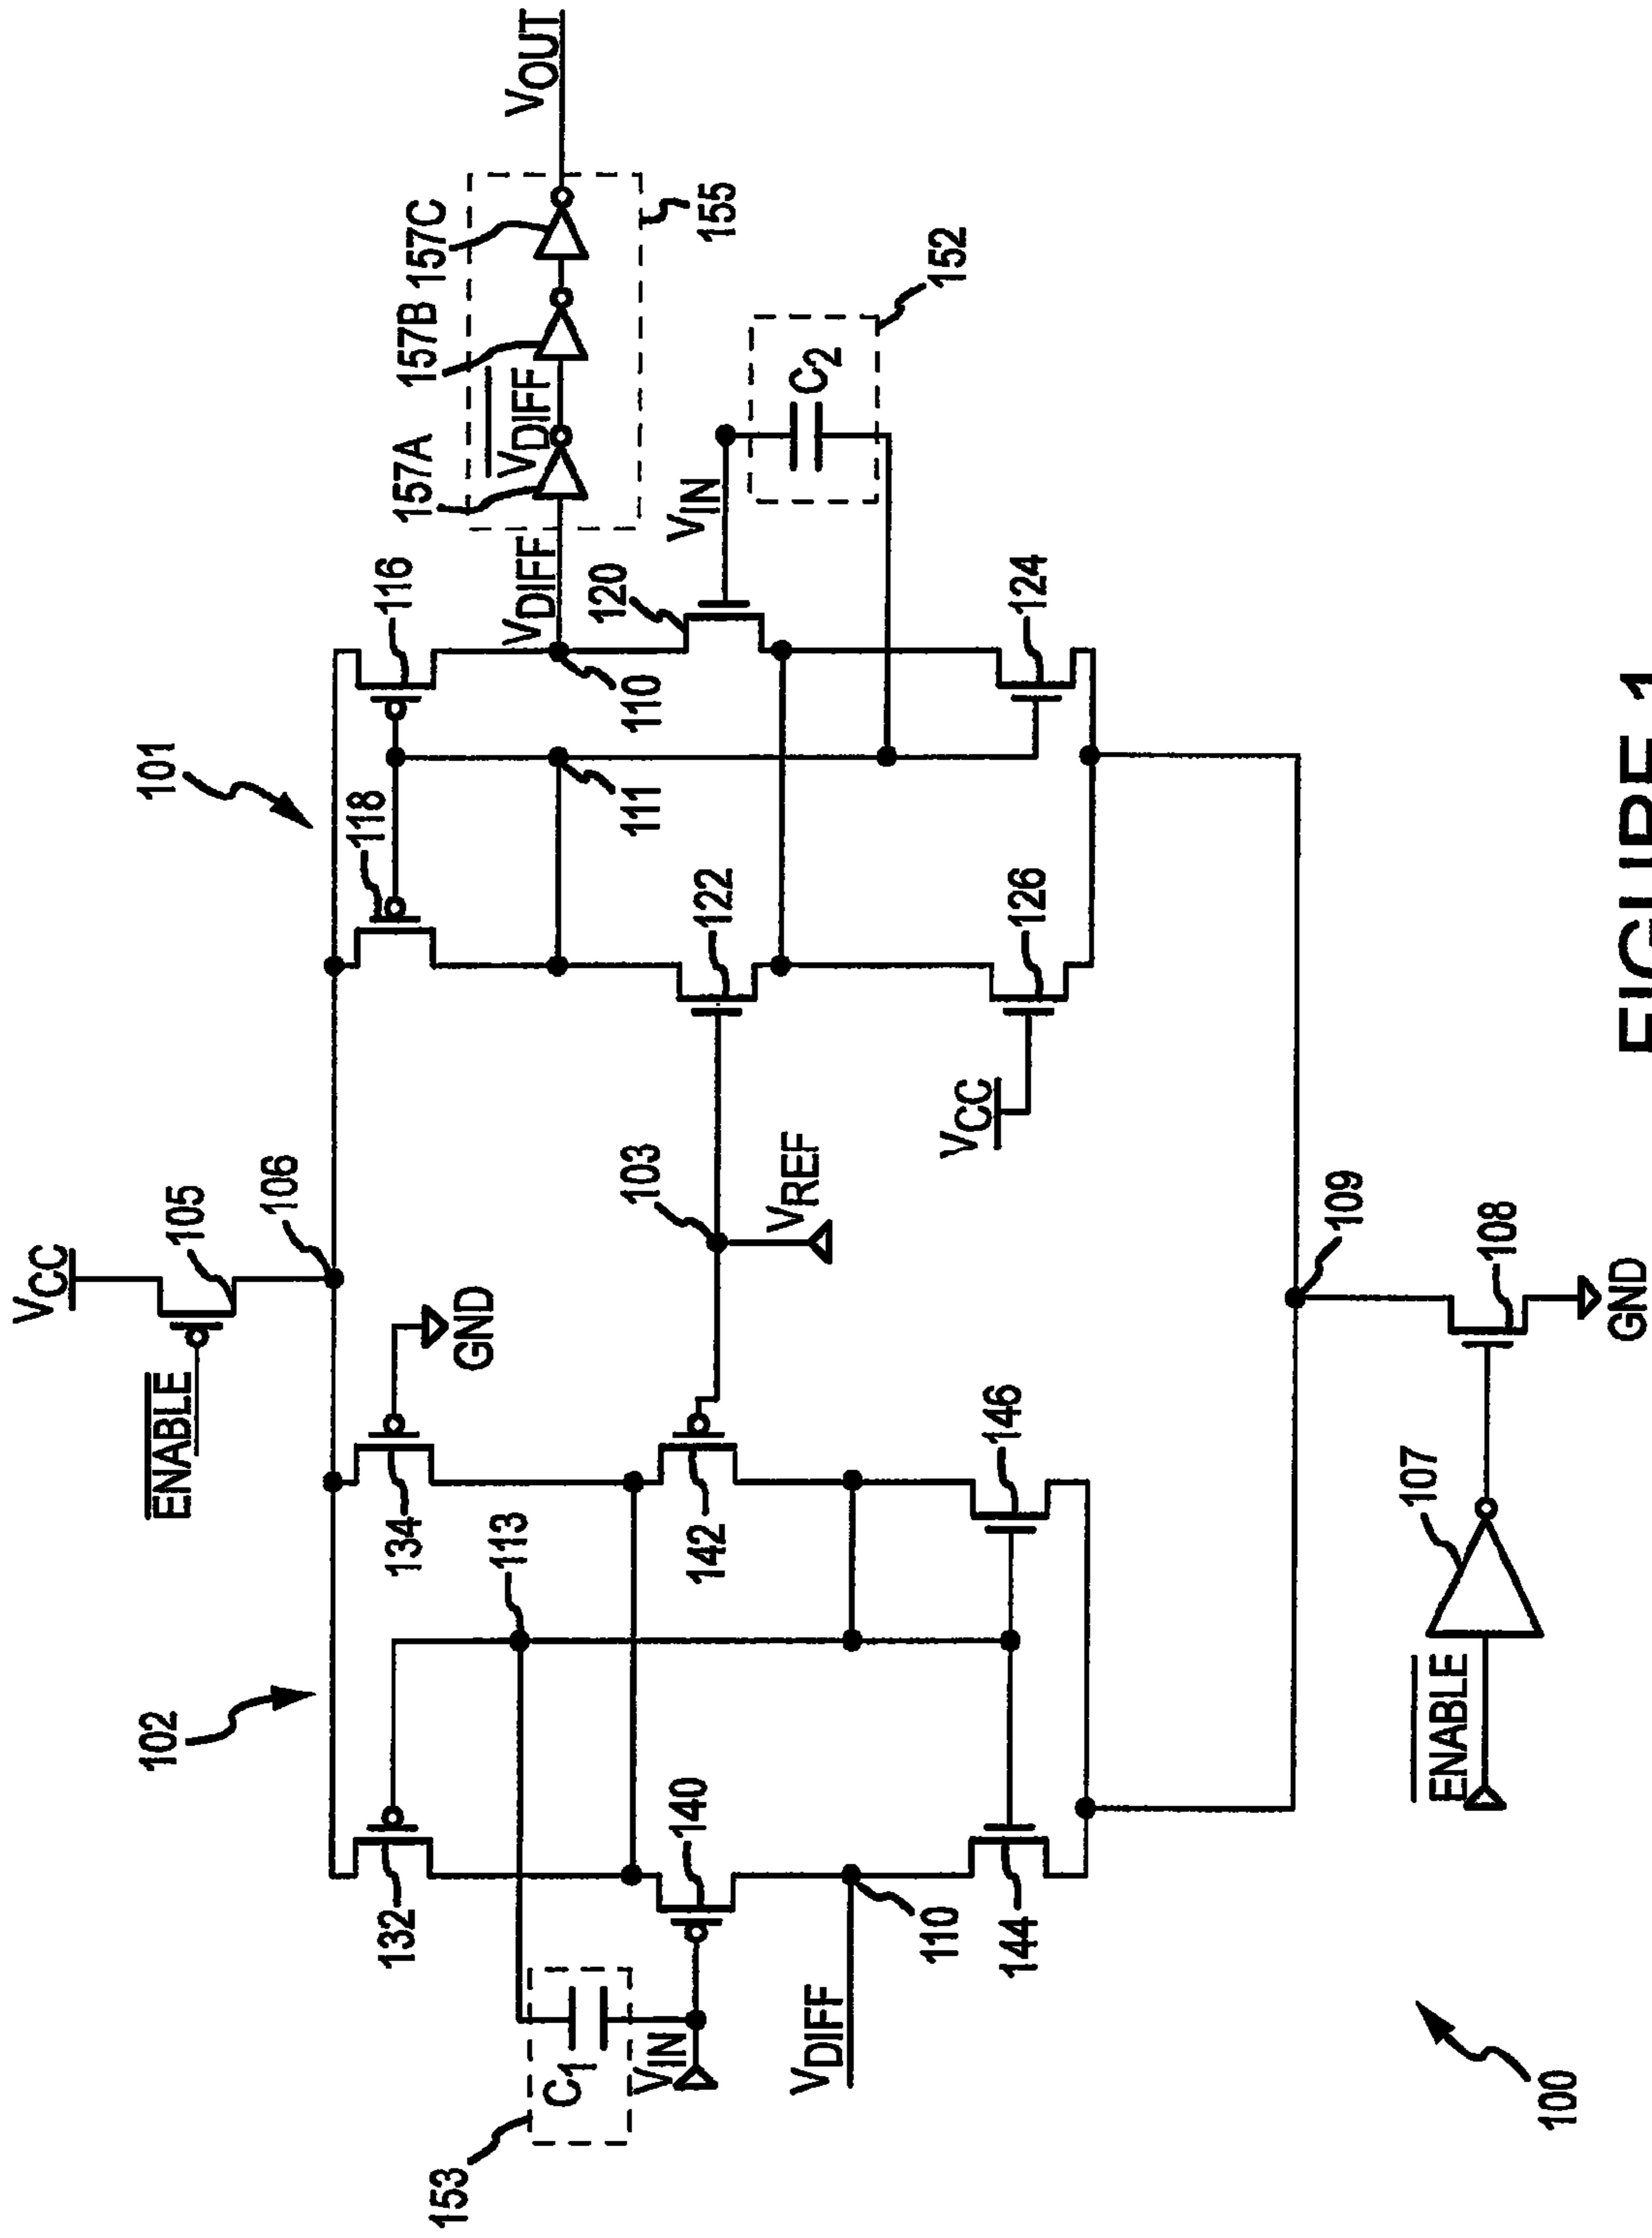 VCC
ENABLE
105
106
102
101
132
134
GND
113
118
116
157A
157B
157C
VDIFF
VDIFF
VOUT
155
110
111
153
C1
VIN
140
142
103
VREF
122
120
VIN
C2
152
VDIFF
110
144
146
VCC
126
124
109
ENABLE
107
108
GND
100
FIGURE 1